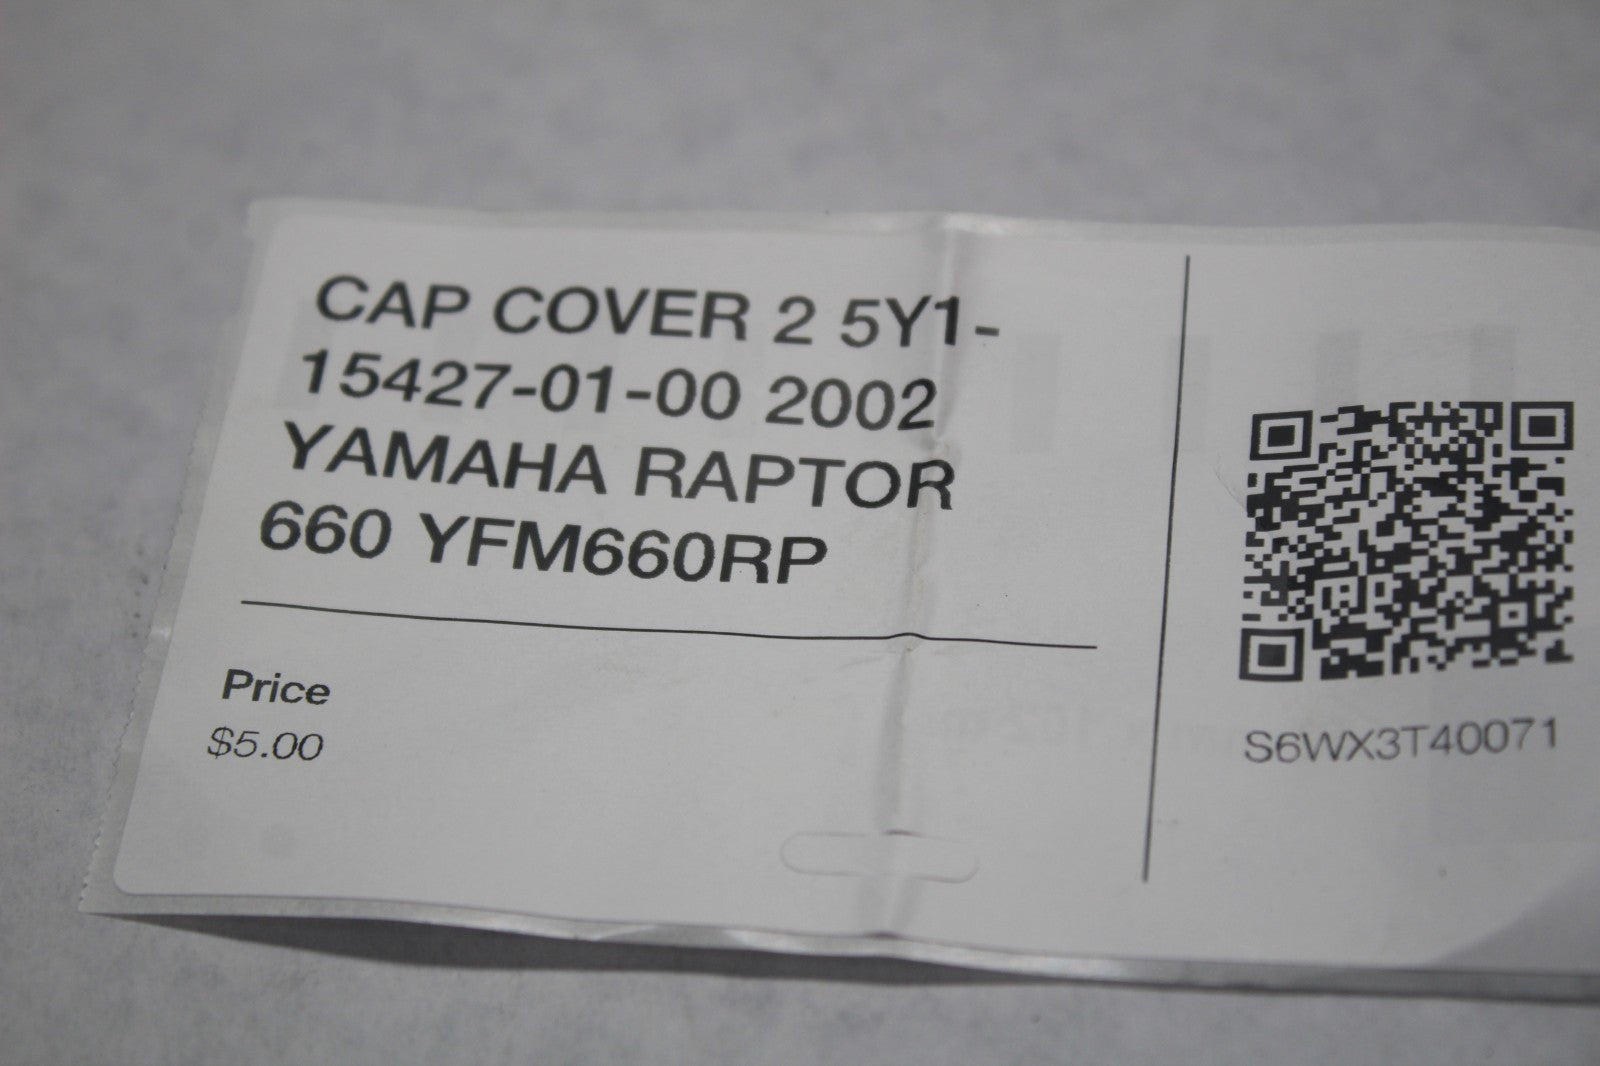 CAP COVER 2 5Y1-
15427-01-00 2002
YAMAHA RAPTOR
660 YFM660RP
Price
$5.00
S6WX3T40071